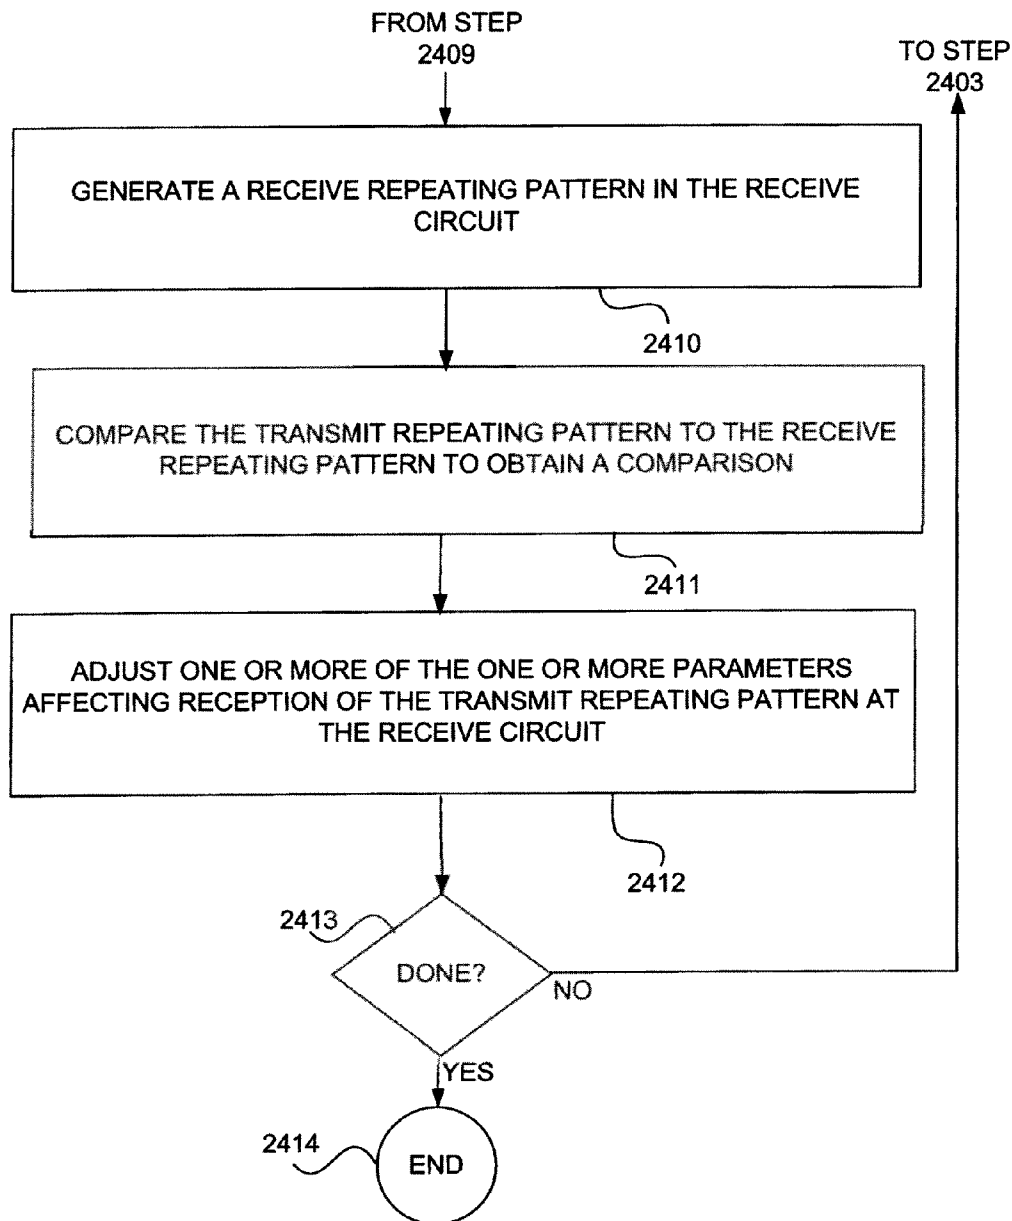 FROM STEP
2409
TO STEP
2403
GENERATE A RECEIVE REPEATING PATTERN IN THE RECEIVE
CIRCUIT
2410
COMPARE THE TRANSMIT REPEATING PATTERN TO THE RECEIVE
REPEATING PATTERN TO OBTAIN A COMPARISON
2411
ADJUST ONE OR MORE OF THE ONE OR MORE PARAMETERS
AFFECTING RECEPTION OF THE TRANSMIT REPEATING PATTERN AT
THE RECEIVE CIRCUIT
2412
2413
DONE?
NO
YES
2414
END